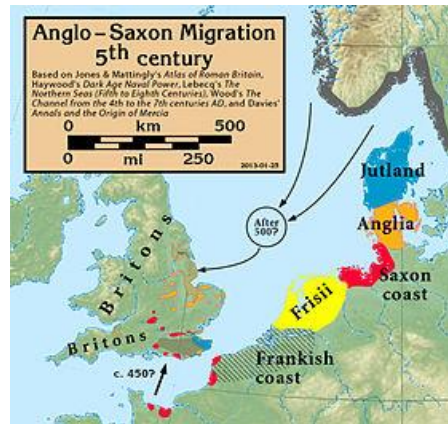 Anglo-Saxon Migration
5th century
Based on Jones & Mattingly's Atlas of Roman Britain,
Haywood's Dark Age Naval Power, Lebecq's The
Northern Seas (Fifth to Eighth Centuries), Wood's The
Channel from the 4th to the 7th centuries AD, and Davies'
Annals and the Origin of Mercia
0 km 500
0 mi 250
2013-01-25
Jutland
After
500?
Anglia
Britons
Saxon
coast
Frisii
Britons
Frankish
coast
c. 450?